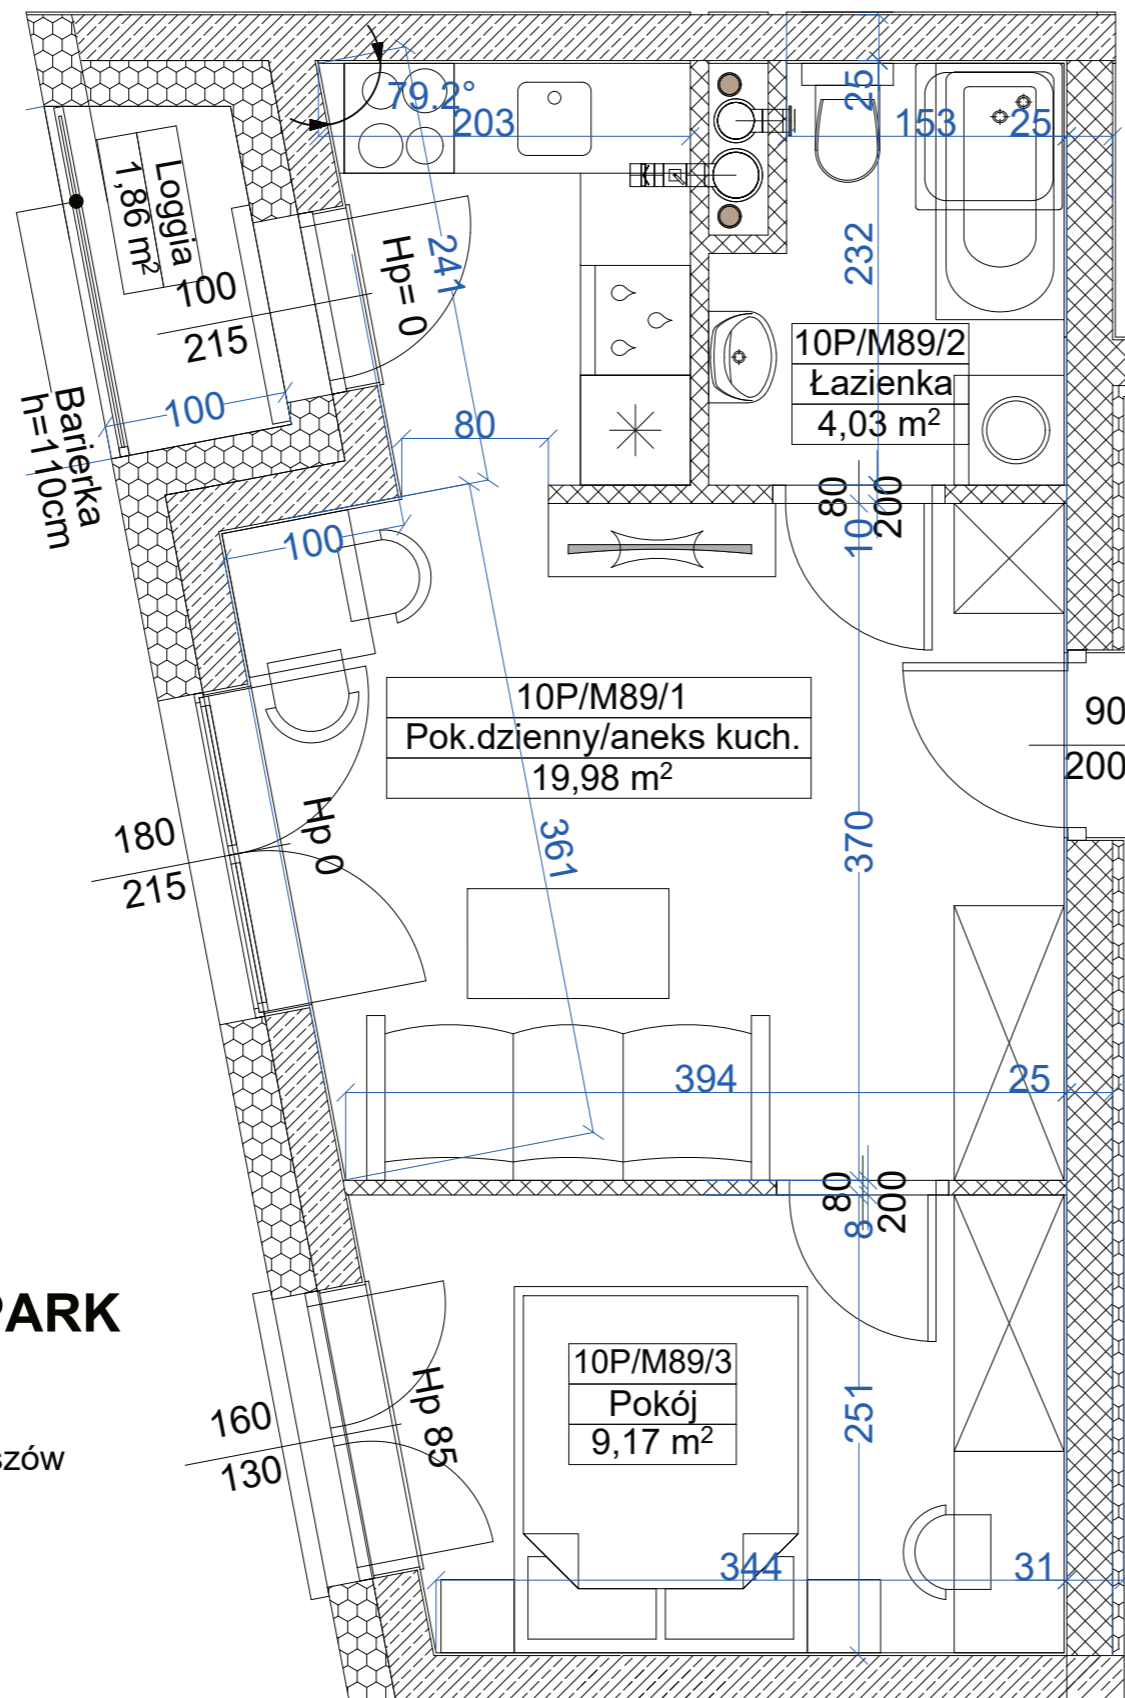 79.2°
203
25
153
25
Loggia
1,86 m²
100
215
Hp= 0
241
232
10P/M89/2
Łazienka
4,03 m²
Barierka
h=110cm
100
80
80
200
10
100
10P/M89/1
Pok.dzienny/aneks kuch.
19,98 m²
90
200
180
215
Hp 0
361
370
394
25
80
200
8
PARK
szów
160
130
Hp 85
10P/M89/3
Pokój
9,17 m²
251
344
31